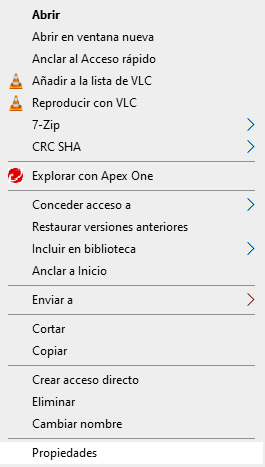 Abrir
Abrir en ventana nueva
Anclar al Acceso rápido
Añadir a la lista de VLC
Reproducir con VLC
7-Zip
CRC SHA
Explorar con Apex One
Conceder acceso a
Restaurar versiones anteriores
Incluir en biblioteca
Anclar a Inicio
Enviar a
Cortar
Copiar
Crear acceso directo
Eliminar
Cambiar nombre
Propiedades